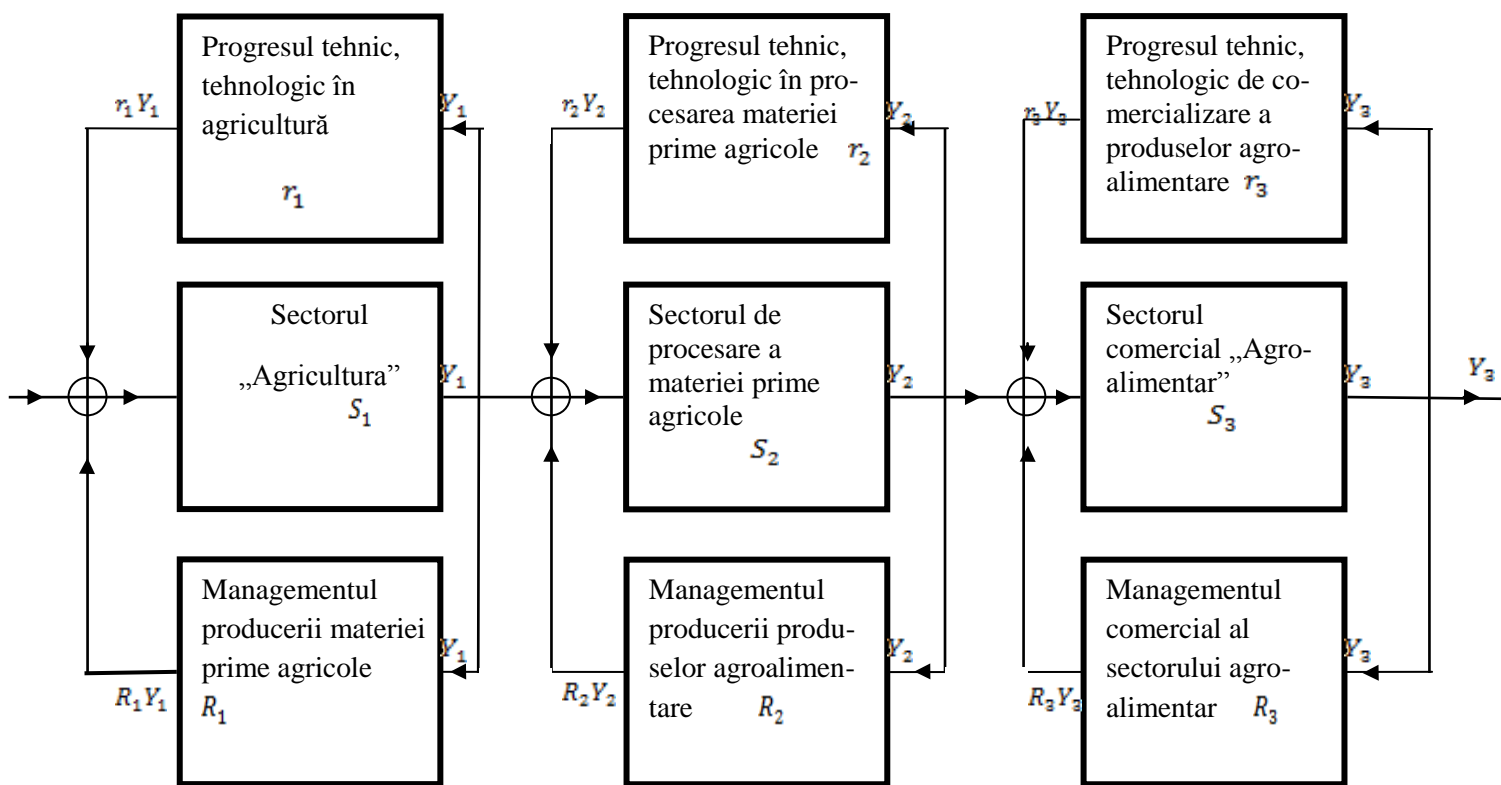 Progresul tehnic,
tehnologic în
agricultură
r₁
r₁Y₁
Y₁
Progresul tehnic,
tehnologic în pro-
cesarea materiei
prime agricole r₂
r₂Y₂
Y₂
Progresul tehnic,
tehnologic de co-
mercializare a
produselor agro-
alimentare r₃
r₃Y₃
Y₃
Sectorul
„Agricultura”
S₁
Y₁
Sectorul de
procesare a
materiei prime
agricole
S₂
Y₂
Sectorul
comercial „Agro-
alimentar”
S₃
Y₃
Y₃
Managementul
producerii materiei
prime agricole
R₁
R₁Y₁
Y₁
Managementul
producerii produ-
selor agroalimen-
tare R₂
R₂Y₂
Y₂
Managementul
comercial al
sectorului agro-
alimentar R₃
R₃Y₃
Y₃